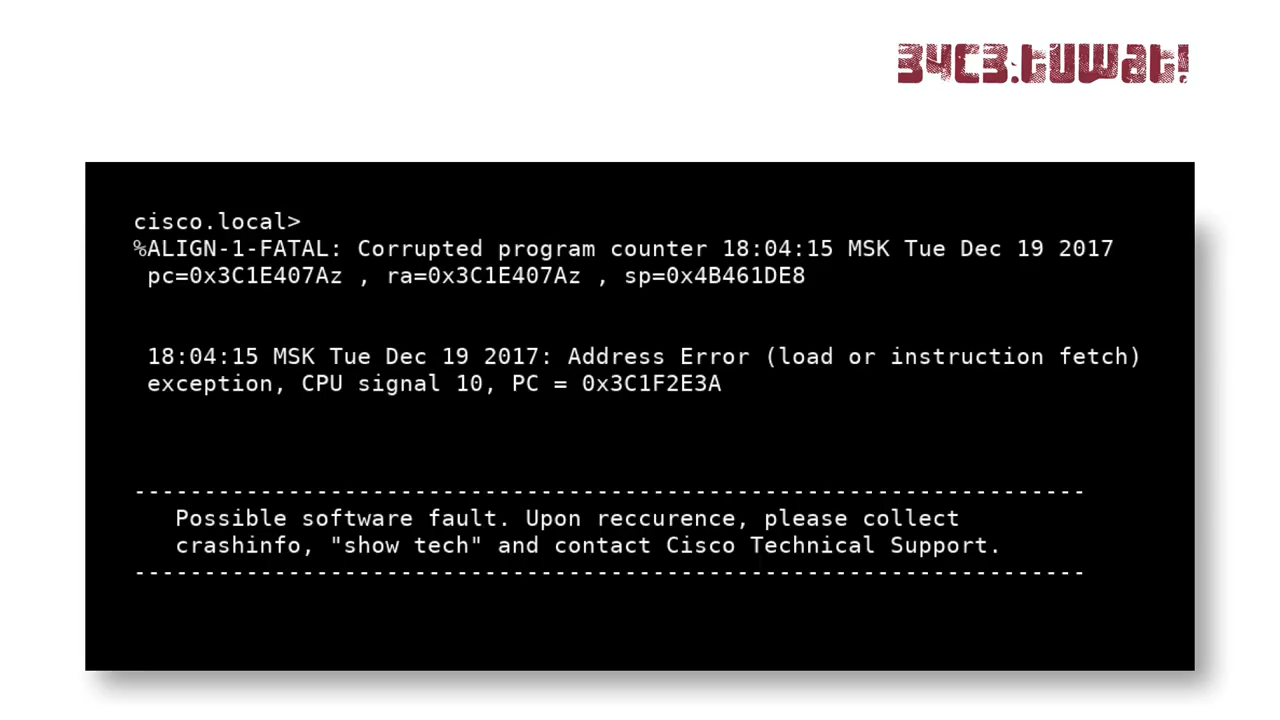 34C3.tuwat!
cisco.local>
%ALIGN-1-FATAL: Corrupted program counter 18:04:15 MSK Tue Dec 19 2017
pc=0x3C1E407Az , ra=0x3C1E407Az , sp=0x4B461DE8
18:04:15 MSK Tue Dec 19 2017: Address Error (load or instruction fetch)
exception, CPU signal 10, PC = 0x3C1F2E3A
--------------------------------------------------------------------
Possible software fault. Upon reccurence, please collect
crashinfo, "show tech" and contact Cisco Technical Support.
--------------------------------------------------------------------